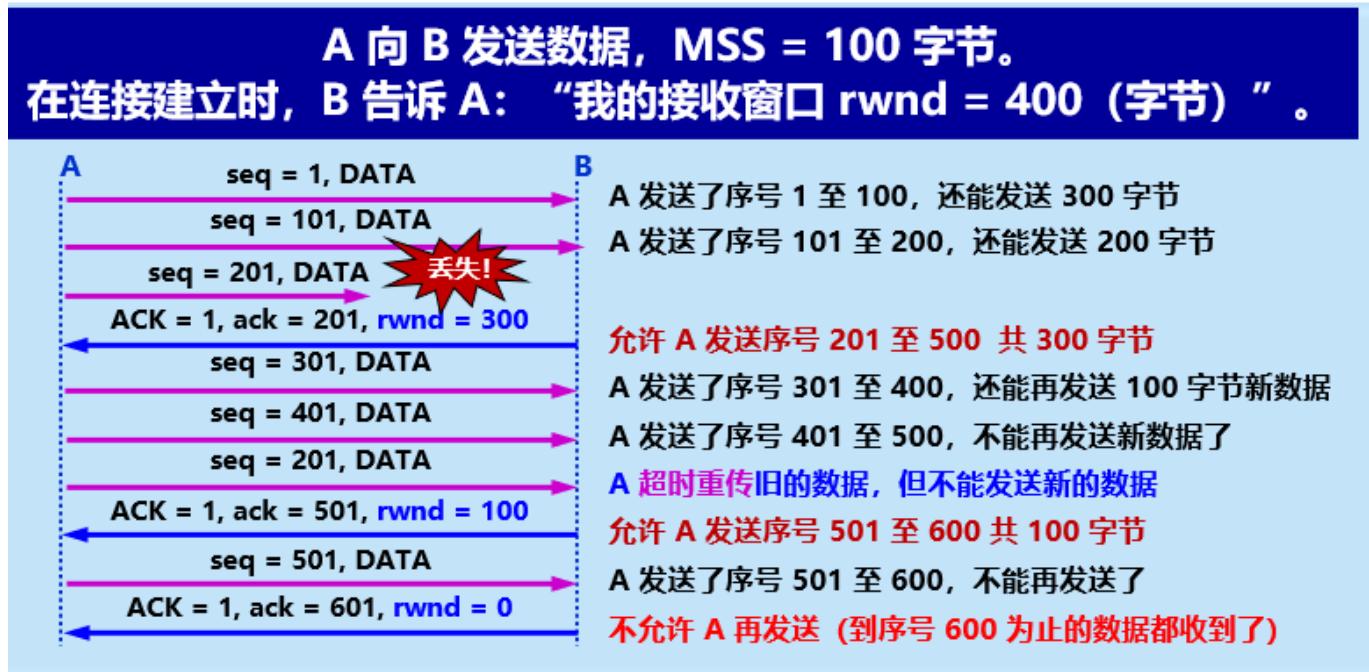 A 向 B 发送数据，MSS = 100 字节。
在连接建立时，B 告诉 A：“我的接收窗口 rwnd = 400（字节）”。
A
B
seq = 1, DATA
A 发送了序号 1 至 100，还能发送 300 字节
seq = 101, DATA
A 发送了序号 101 至 200，还能发送 200 字节
seq = 201, DATA
丢失!
ACK = 1, ack = 201, rwnd = 300
允许 A 发送序号 201 至 500 共 300 字节
seq = 301, DATA
A 发送了序号 301 至 400，还能再发送 100 字节新数据
seq = 401, DATA
A 发送了序号 401 至 500，不能再发送新数据了
seq = 201, DATA
A 超时重传旧的数据，但不能发送新的数据
ACK = 1, ack = 501, rwnd = 100
允许 A 发送序号 501 至 600 共 100 字节
seq = 501, DATA
A 发送了序号 501 至 600，不能再发送了
ACK = 1, ack = 601, rwnd = 0
不允许 A 再发送 (到序号 600 为止的数据都收到了)